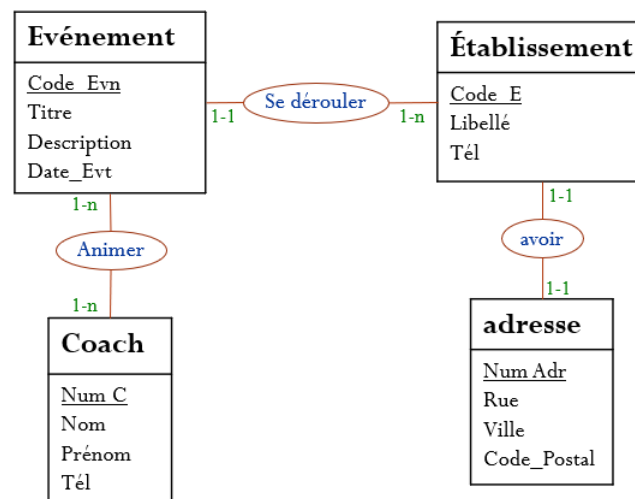 Evénement
Code_Evn
Titre
Description
Date_Evt
1-1
Se dérouler
1-n
Établissement
Code_E
Libellé
Tél
1-n
Animer
1-n
1-1
avoir
1-1
Coach
Num C
Nom
Prénom
Tél
adresse
Num Adr
Rue
Ville
Code_Postal